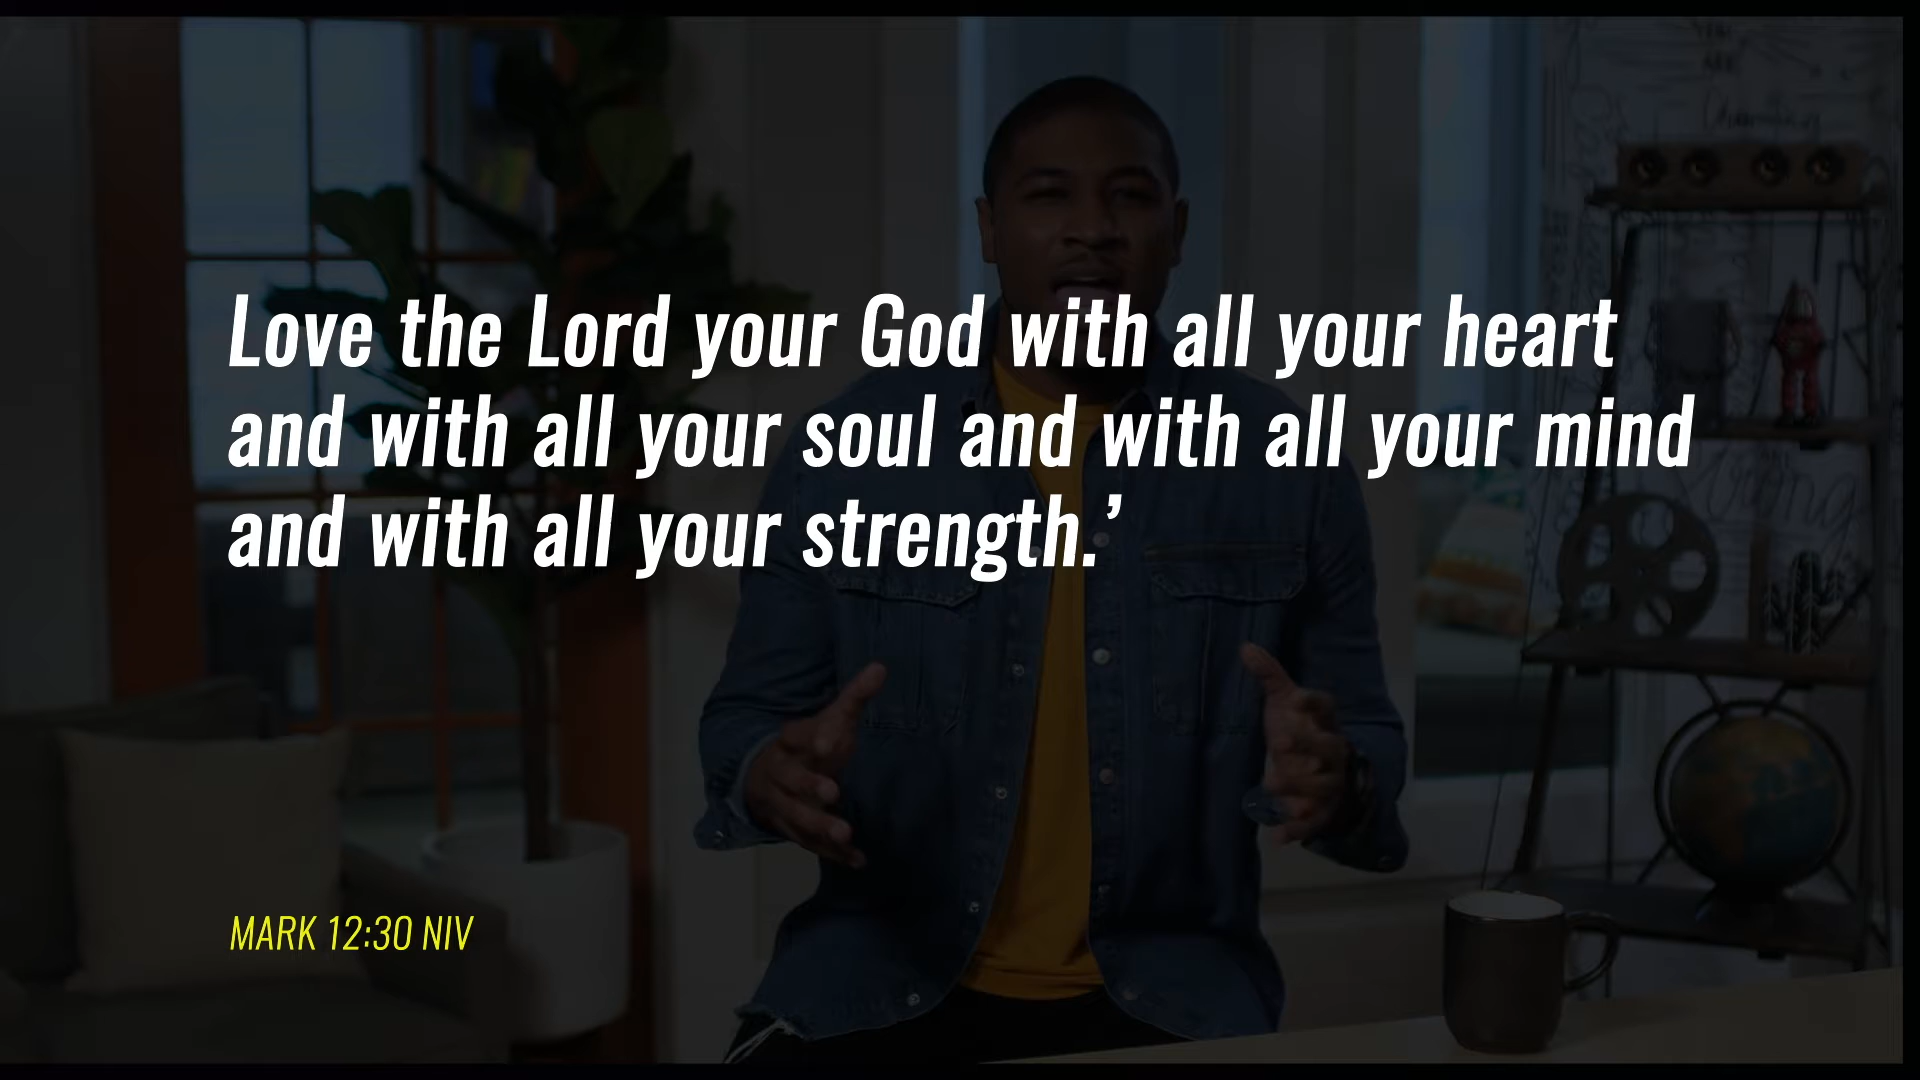 Love the Lord your God with all your heart
and with all your soul and with all your mind
and with all your strength.’
MARK 12:30 NIV